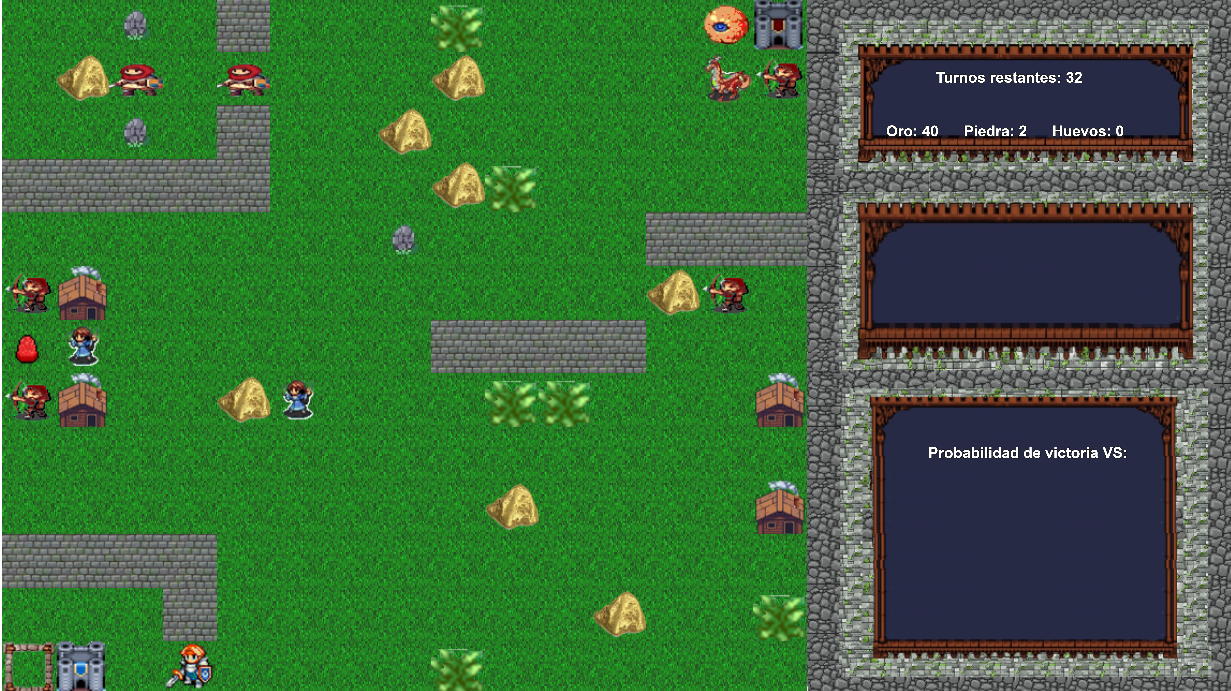 Turnos restantes: 32
Oro: 40 Piedra: 2 Huevos: 0
Probabilidad de victoria VS: